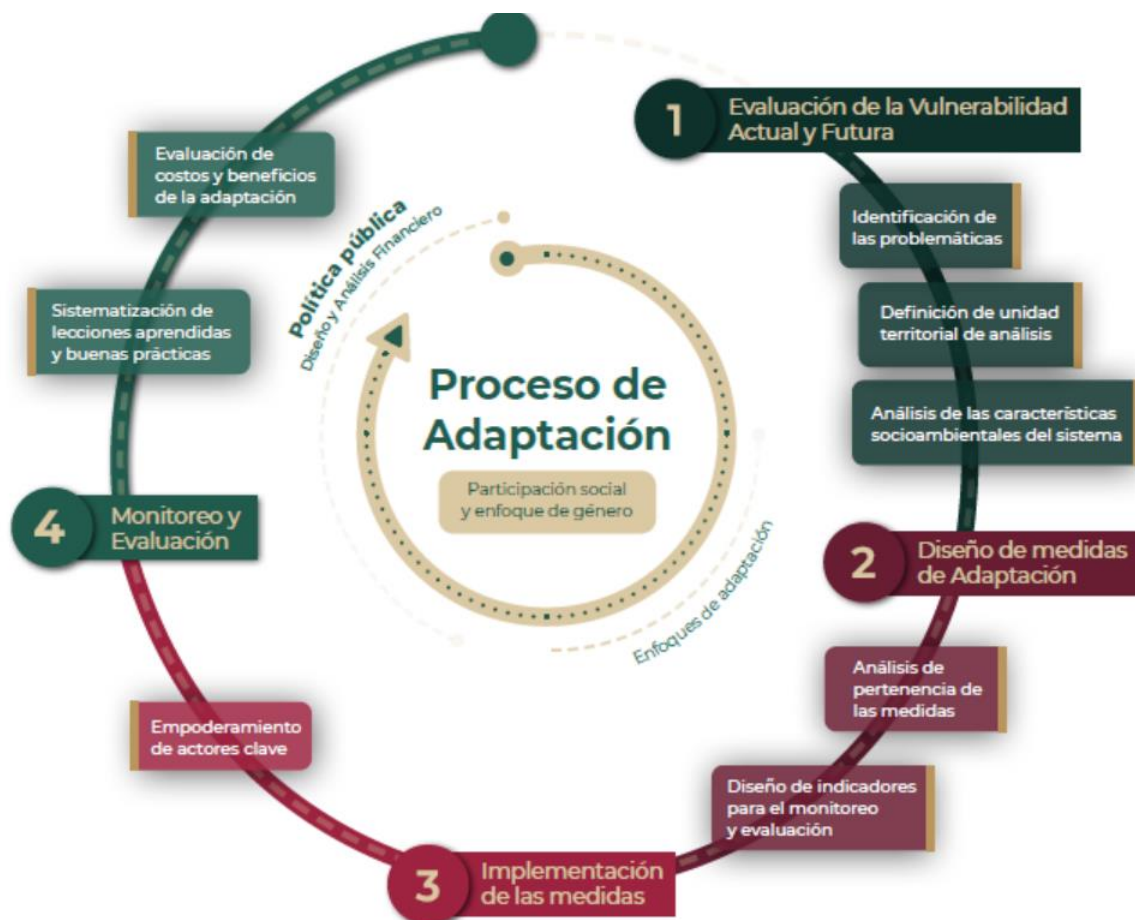 1
Evaluación de la Vulnerabilidad
Actual y Futura
Identificación de
las problemáticas
Definición de unidad
territorial de análisis
Análisis de las características
socioambientales del sistema
2
Diseño de medidas
de Adaptación
Análisis de
pertenencia de
las medidas
Diseño de indicadores
para el monitoreo
y evaluación
3
Implementación
de las medidas
Empoderamiento
de actores clave
4
Monitoreo y
Evaluación
Sistematización de
lecciones aprendidas
y buenas prácticas
Evaluación de
costos y beneficios
de la adaptación
Política pública
Diseño y Análisis Financiero
Proceso de
Adaptación
Participación social
y enfoque de género
Enfoques de adaptación